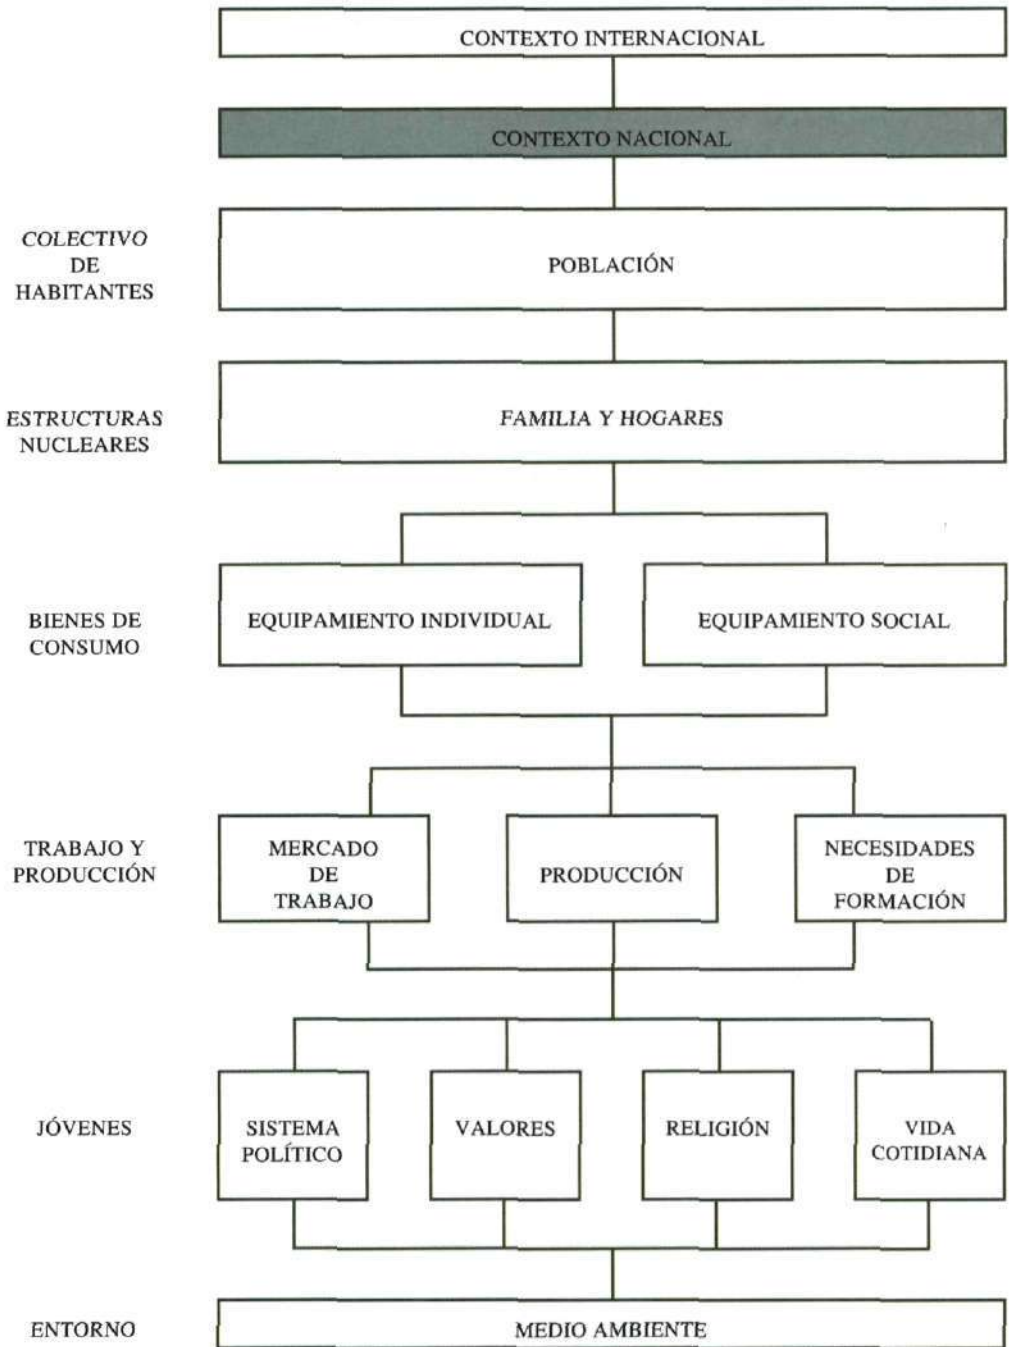 CONTEXTO INTERNACIONAL
CONTEXTO NACIONAL
COLECTIVO
DE
HABITANTES
POBLACIÓN
ESTRUCTURAS
NUCLEARES
FAMILIA Y HOGARES
BIENES DE
CONSUMO
EQUIPAMIENTO INDIVIDUAL
EQUIPAMIENTO SOCIAL
TRABAJO Y
PRODUCCIÓN
MERCADO
DE
TRABAJO
PRODUCCIÓN
NECESIDADES
DE
FORMACIÓN
JÓVENES
SISTEMA
POLÍTICO
VALORES
RELIGIÓN
VIDA
COTIDIANA
ENTORNO
MEDIO AMBIENTE